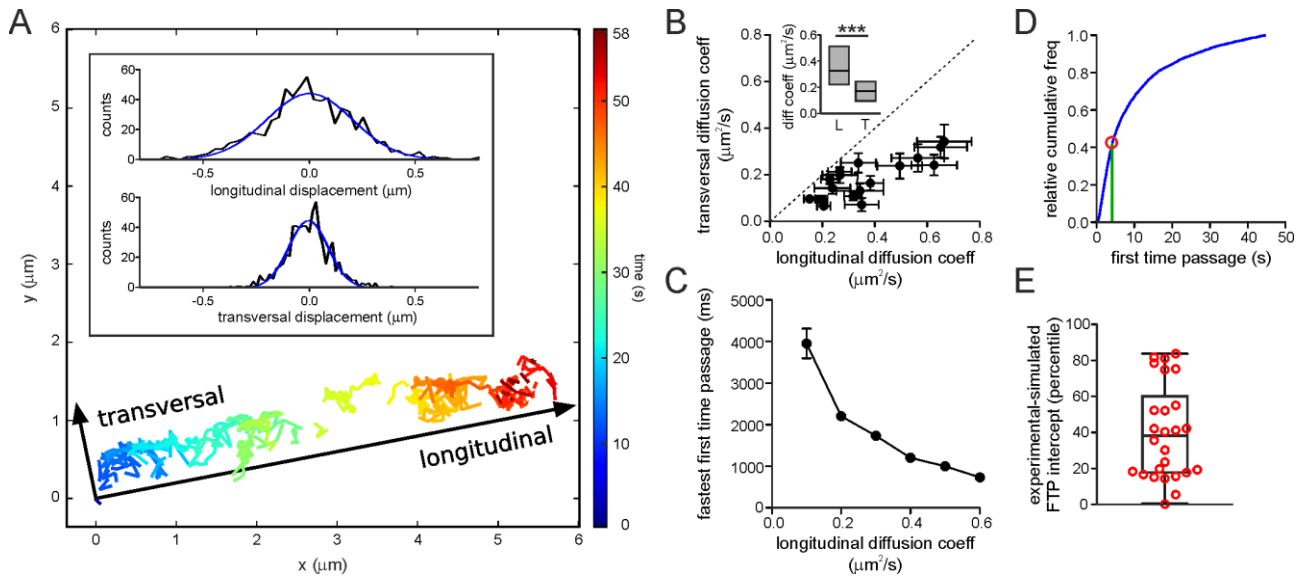 A
6
5
4
3
2
1
0
y (μm)
0
1
2
3
4
5
6
x (μm)
60
40
20
0
counts
-0.5
0.0
0.5
longitudinal displacement (μm)
60
40
20
0
counts
-0.5
0.0
0.5
transversal displacement (μm)
transversal
longitudinal
58
50
40
30
20
10
0
time (s)
B
transversal diffusion coeff
(μm²/s)
0.8
0.6
0.4
0.2
0.0
0.0
0.2
0.4
0.6
0.8
longitudinal diffusion coeff
(μm²/s)
diff coeff (μm²/s)
0.6
0.4
0.2
0.0
***
L
T
C
fastest first time passage (ms)
5000
4000
3000
2000
1000
0
0.0
0.2
0.4
0.6
longitudinal diffusion coeff
(μm²/s)
D
relative cumulative freq
1.0
0.8
0.6
0.4
0.2
0.0
0
10
20
30
40
50
first time passage (s)
E
experimental-simulated
FTP intercept (percentile)
100
80
60
40
20
0